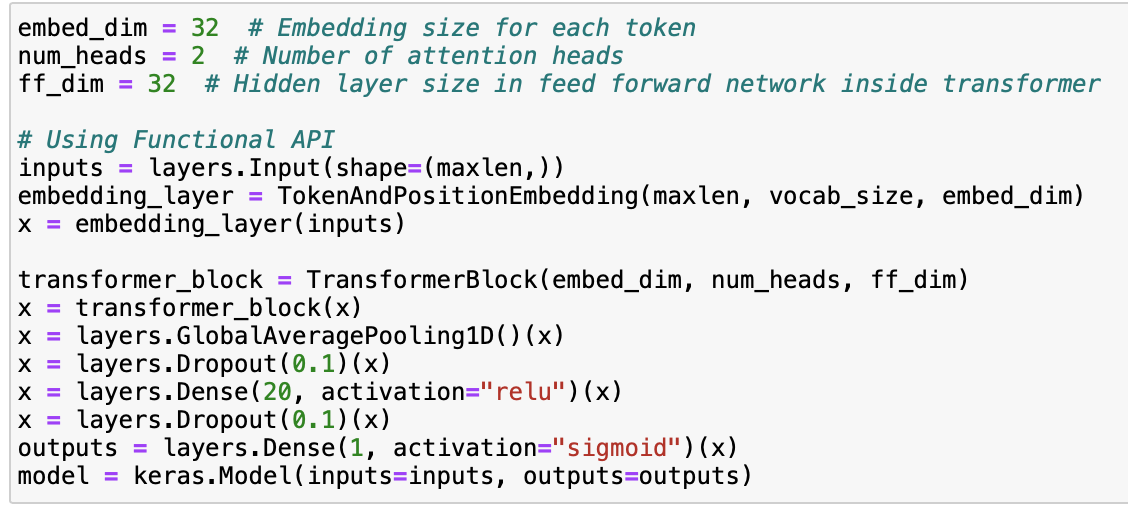 embed_dim = 32  # Embedding size for each token
num_heads = 2  # Number of attention heads
ff_dim = 32  # Hidden layer size in feed forward network inside transformer
# Using Functional API
inputs = layers.Input(shape=(maxlen,))
embedding_layer = TokenAndPositionEmbedding(maxlen, vocab_size, embed_dim)
x = embedding_layer(inputs)
transformer_block = TransformerBlock(embed_dim, num_heads, ff_dim)
x = transformer_block(x)
x = layers.GlobalAveragePooling1D()(x)
x = layers.Dropout(0.1)(x)
x = layers.Dense(20, activation="relu")(x)
x = layers.Dropout(0.1)(x)
outputs = layers.Dense(1, activation="sigmoid")(x)
model = keras.Model(inputs=inputs, outputs=outputs)